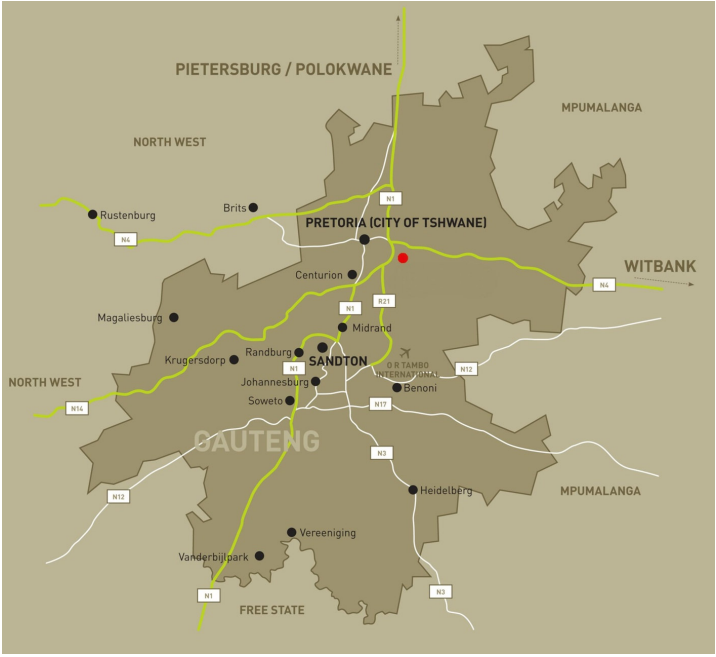 PIETERSBURG / POLOKWANE
MPUMALANGA
NORTH WEST
N1
Brits
Rustenburg
PRETORIA (CITY OF TSHWANE)
N4
WITBANK
Centurion
N4
R21
N1
Magaliesburg
Midrand
Randburg
SANDTON
Krugersdorp
O R TAMBO
INTERNATIONAL
N1
N12
NORTH WEST
Johannesburg
Benoni
Soweto
N14
N17
GAUTENG
N3
Heidelberg
MPUMALANGA
N12
Vereeniging
Vanderbijlpark
N1
N3
FREE STATE